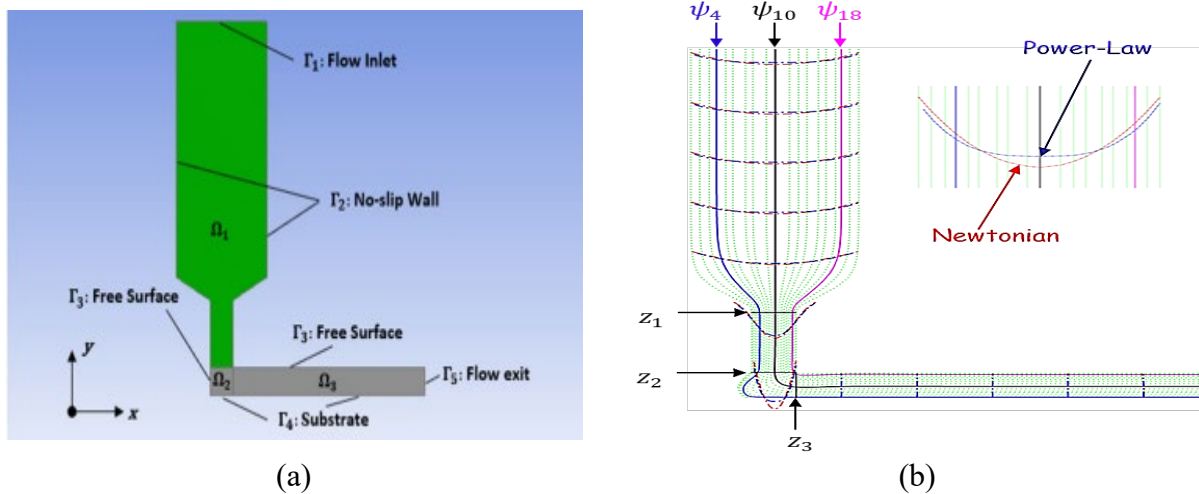 Γ₁: Flow Inlet
Γ₂: No-slip Wall
Ω₁
Γ₃: Free Surface
Γ₃: Free Surface
Ω₂
Ω₃
Γ₅: Flow exit
Γ₄: Substrate
y
x
(a)
ψ₄
ψ₁₀
ψ₁₈
Power-Law
Newtonian
z₁
z₂
z₃
(b)